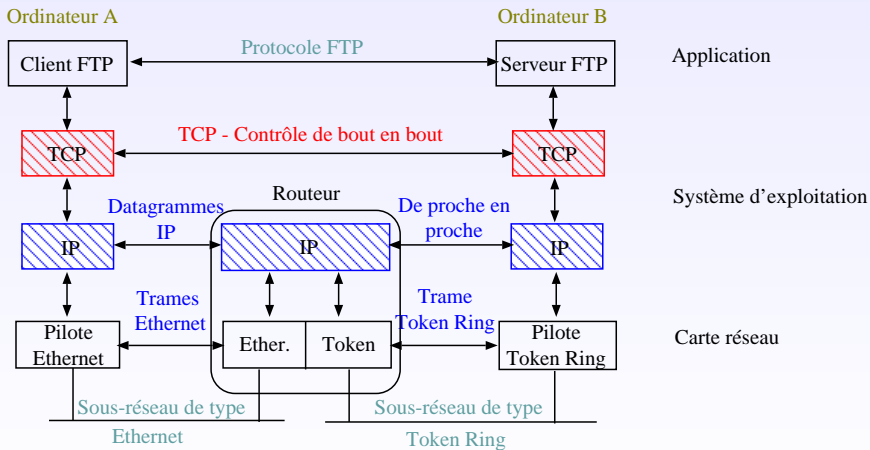 Ordinateur A
Ordinateur B
Protocole FTP
Client FTP
Serveur FTP
Application
TCP - Contrôle de bout en bout
TCP
TCP
Routeur
Système d'exploitation
Datagrammes
IP
De proche en
proche
IP
IP
IP
Trames
Ethernet
Trame
Token Ring
Pilote
Ethernet
Ether.
Token
Pilote
Token Ring
Carte réseau
Sous-réseau de type
Ethernet
Sous-réseau de type
Token Ring